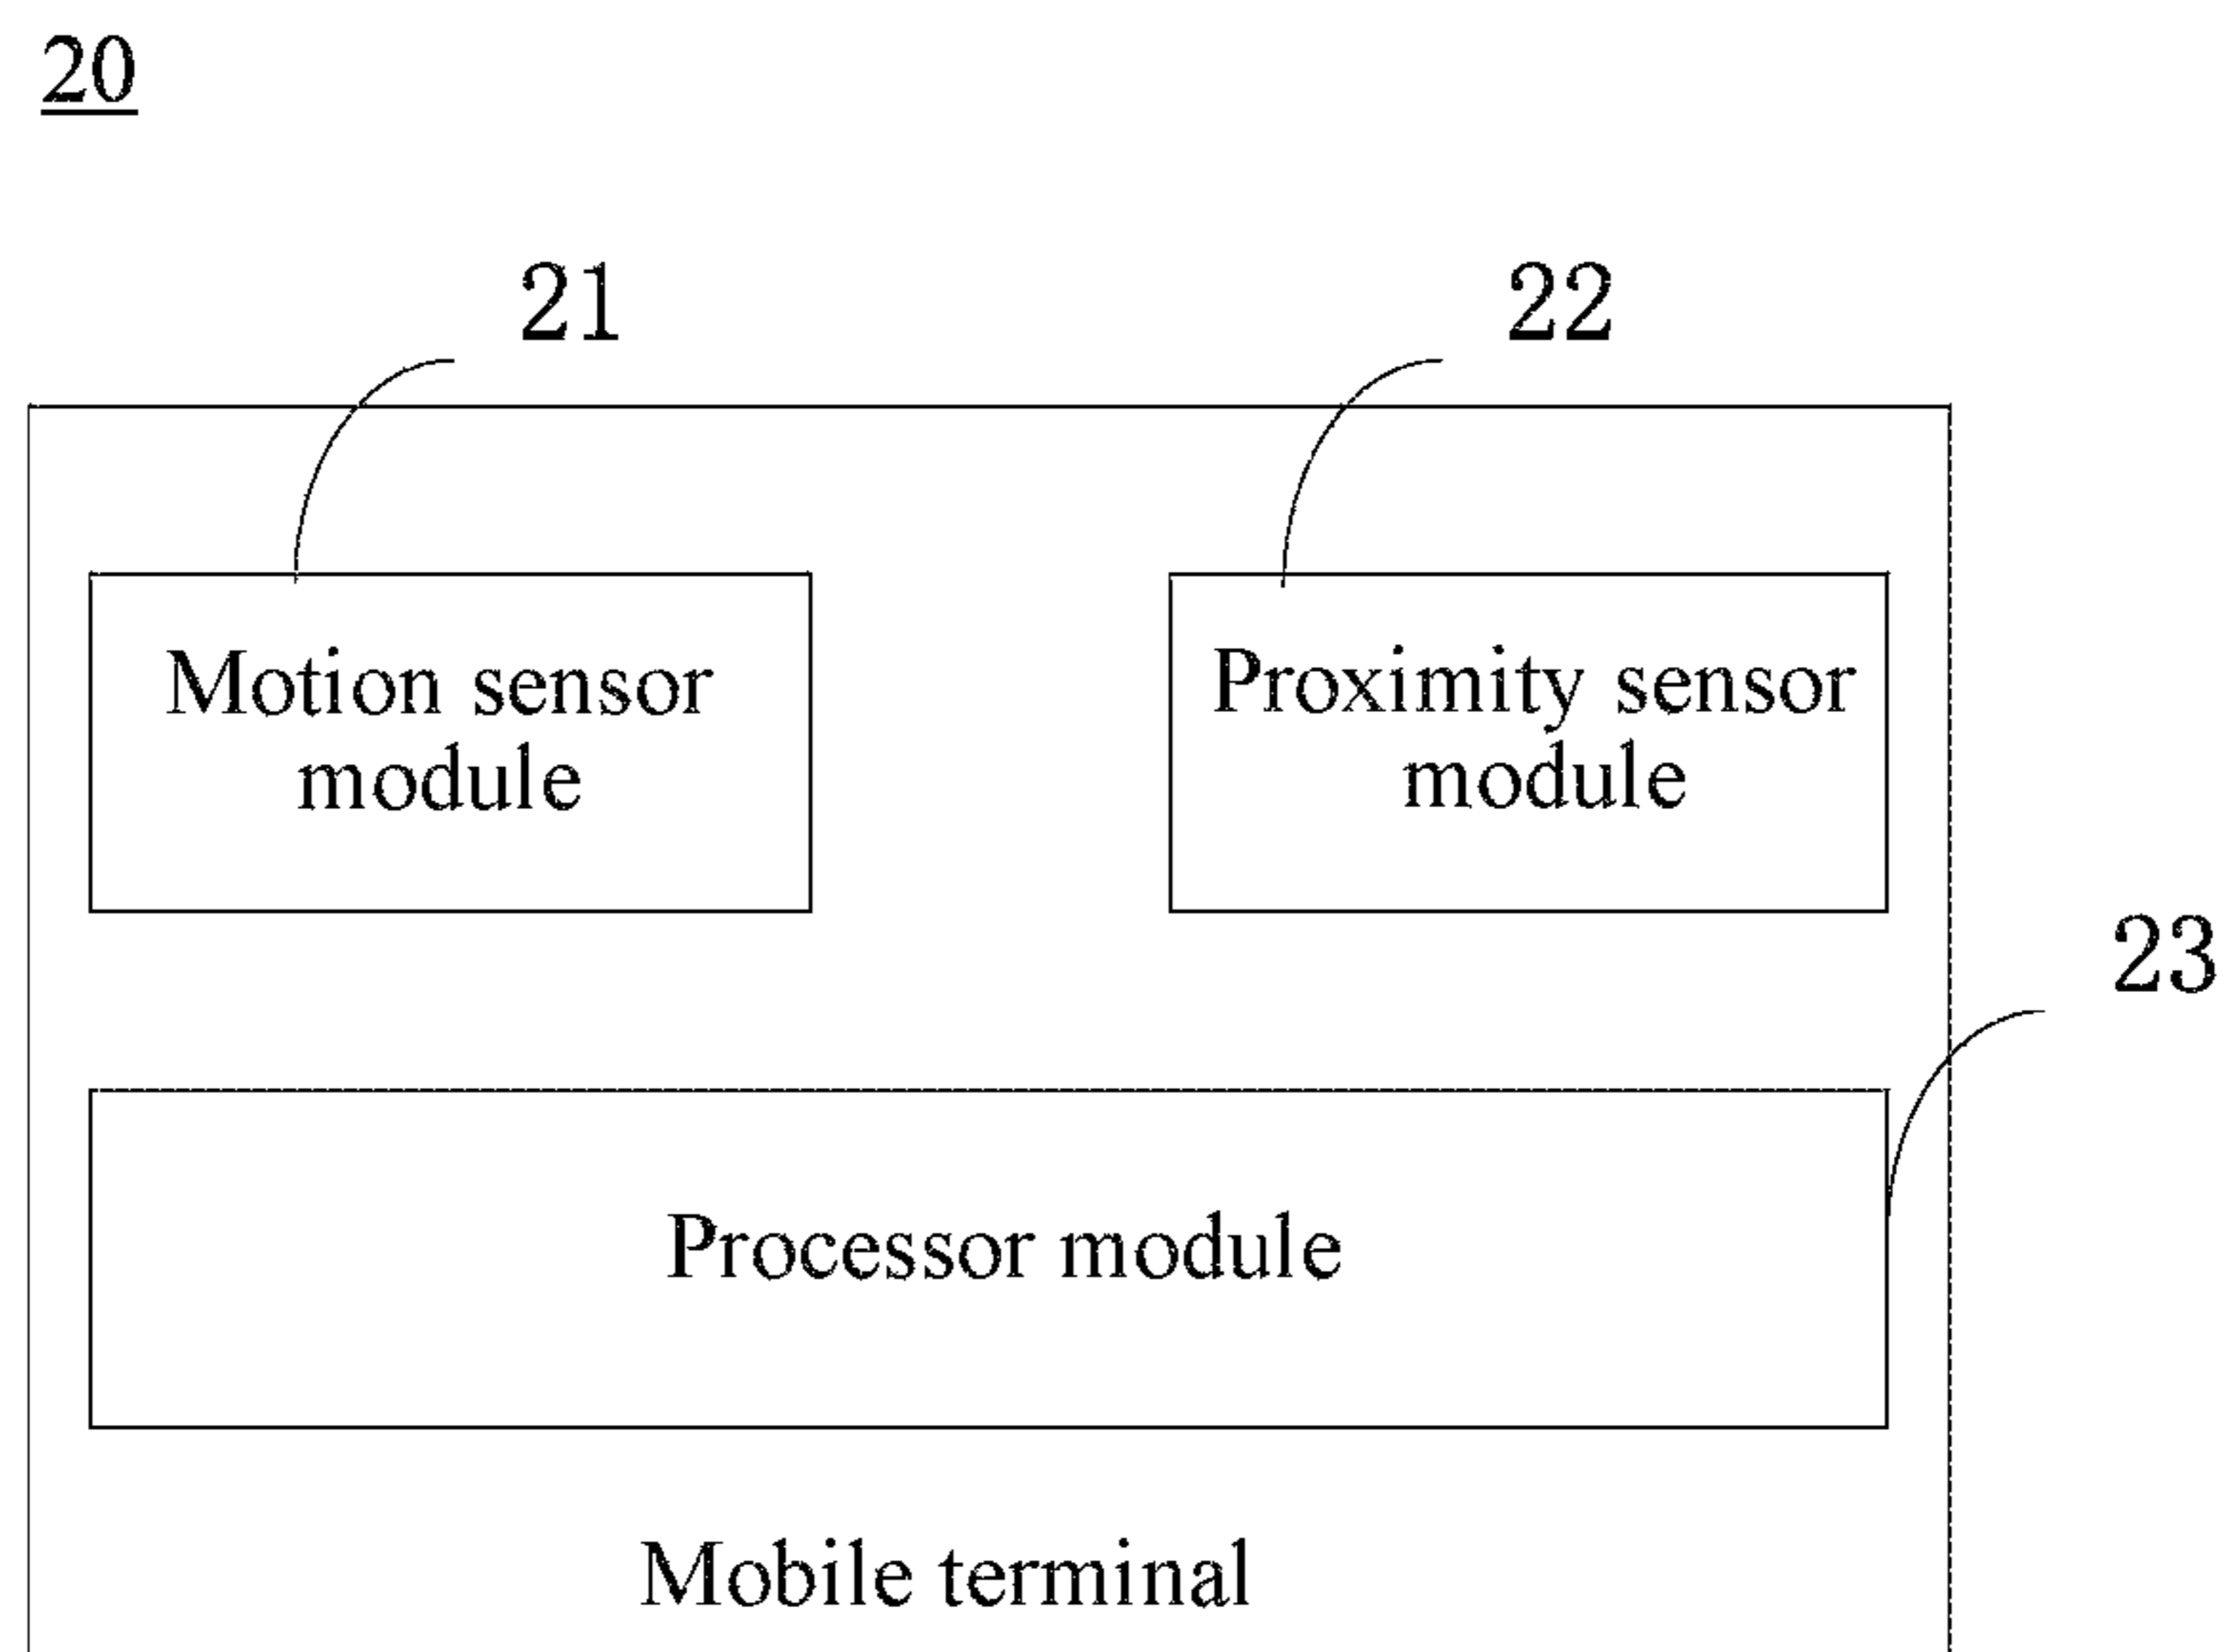 20
21
22
Motion sensor
module
Proximity sensor
module
23
Processor module
Mobile terminal